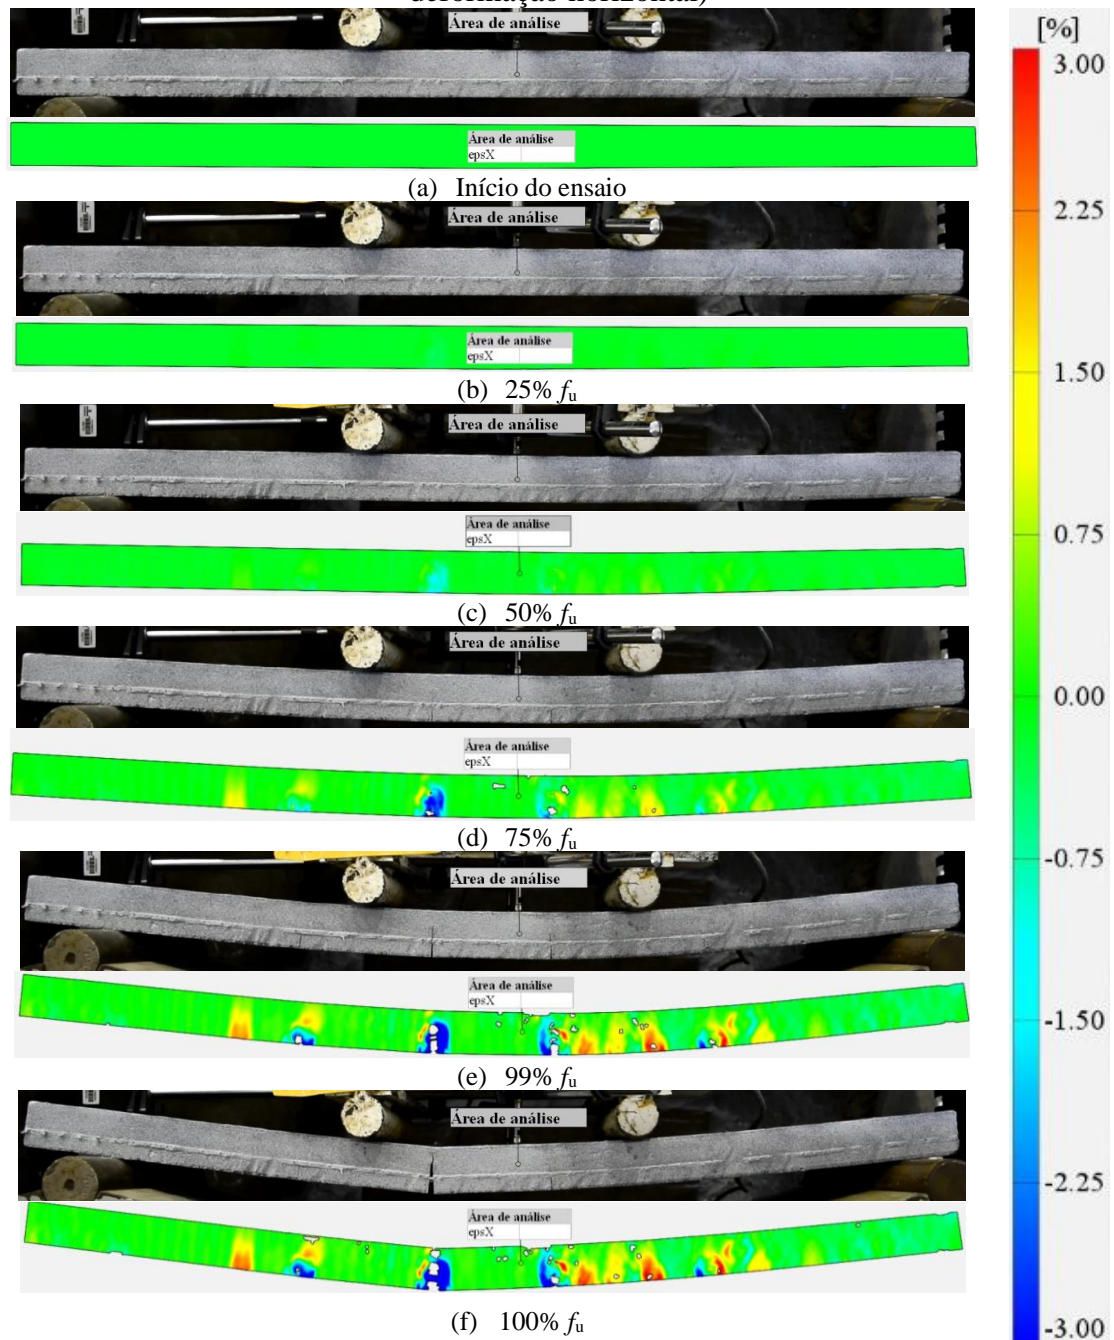 deformação horizontal)
Área de análise
Área de análise
epsX
(a) Início do ensaio
Área de análise
Área de análise
epsX
(b) 25% fu
Área de análise
Área de análise
epsX
(c) 50% fu
Área de análise
Área de análise
epsX
(d) 75% fu
Área de análise
Área de análise
epsX
(e) 99% fu
Área de análise
Área de análise
epsX
(f) 100% fu
[%]
3.00
2.25
1.50
0.75
0.00
-0.75
-1.50
-2.25
-3.00